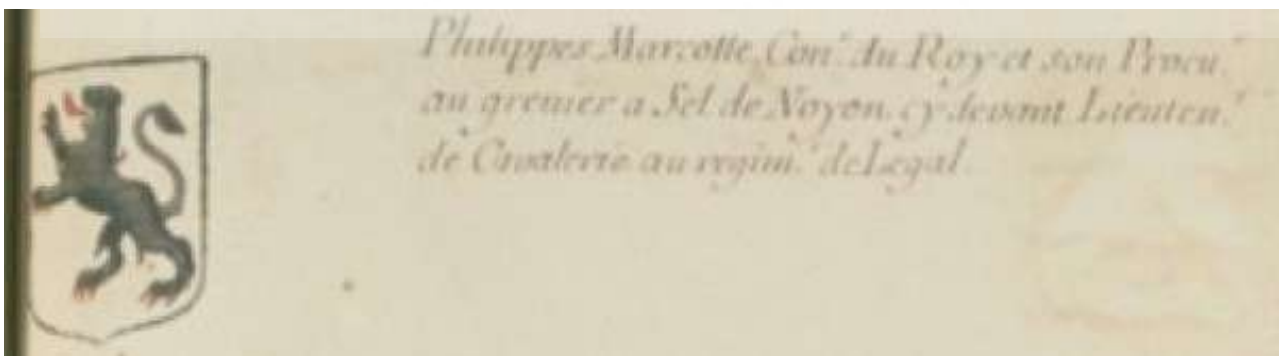 Philippes Marcotte, Con.^r du Roy et son Procu.^r
au grenier a Sel de Noyon. cy devant Lieuten.^t
de Cavalerie au regim.^t de Legal